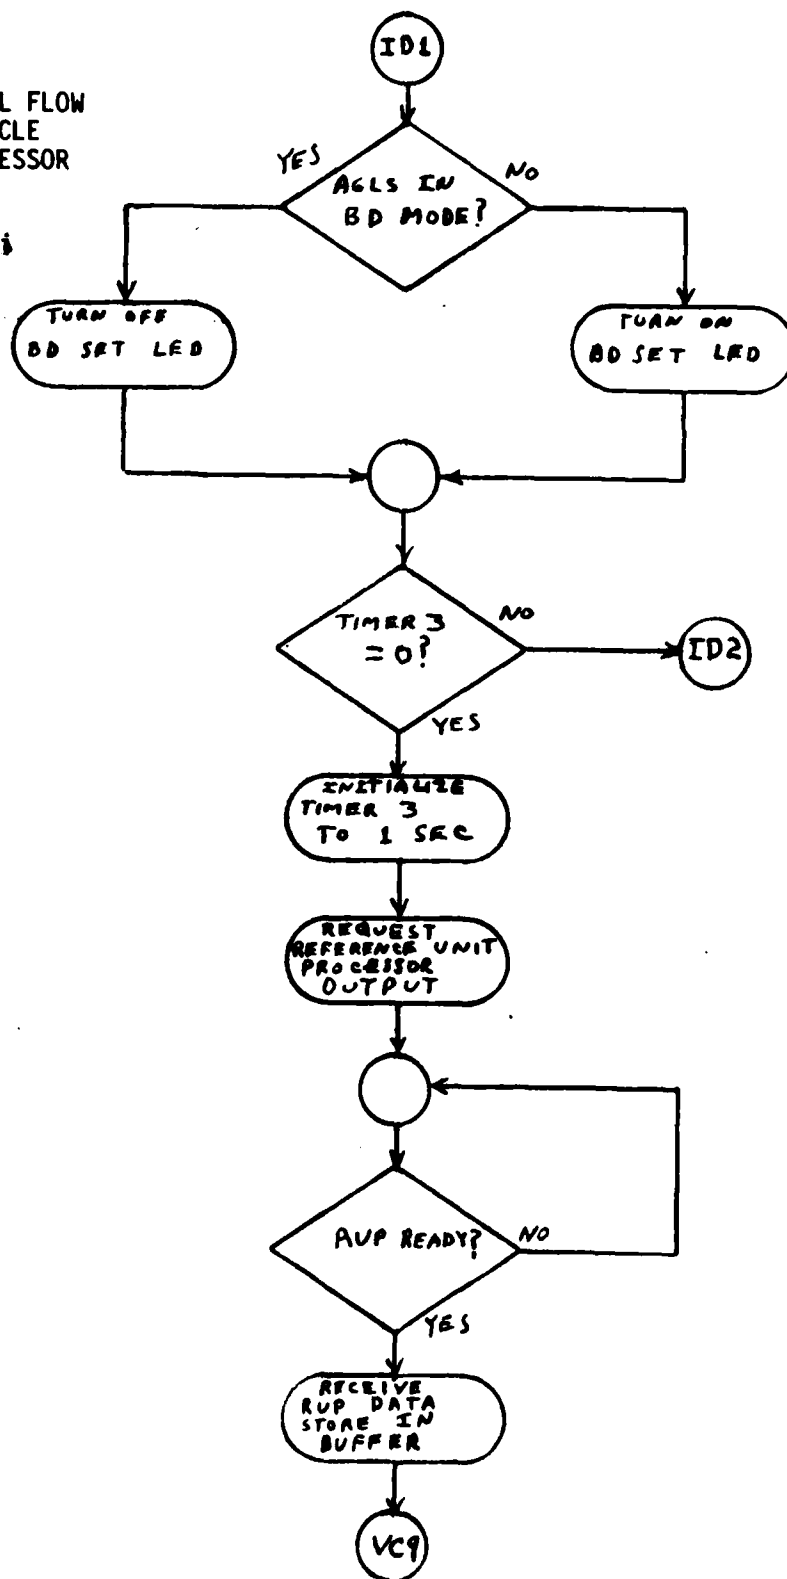 ID1
L FLOW
CLE
ESSOR
YES
NO
AGLS IN
BD MODE?
TURN OFF
BD SET LED
TURN ON
BD SET LED
TIMER 3
= 0?
NO
ID2
YES
INITIALIZE
TIMER 3
TO 1 SEC
REQUEST
REFERENCE UNIT
PROCESSOR
OUTPUT
RUP READY?
NO
YES
RECEIVE
RUP DATA
STORE IN
BUFFER
VC9